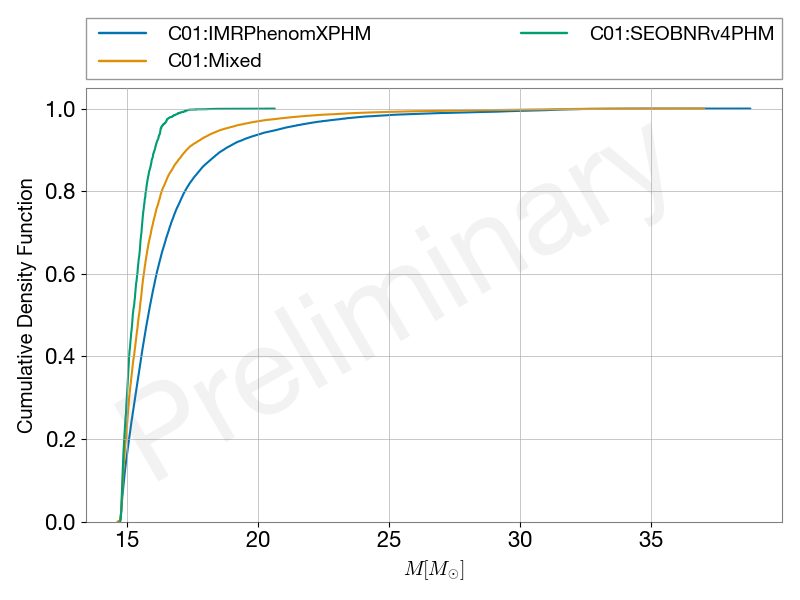 C01:IMRPhenomXPHM
C01:Mixed
C01:SEOBNRv4PHM
Preliminary
1.0
0.8
0.6
0.4
0.2
0.0
Cumulative Density Function
15 20 25 30 35
M[M⊙]